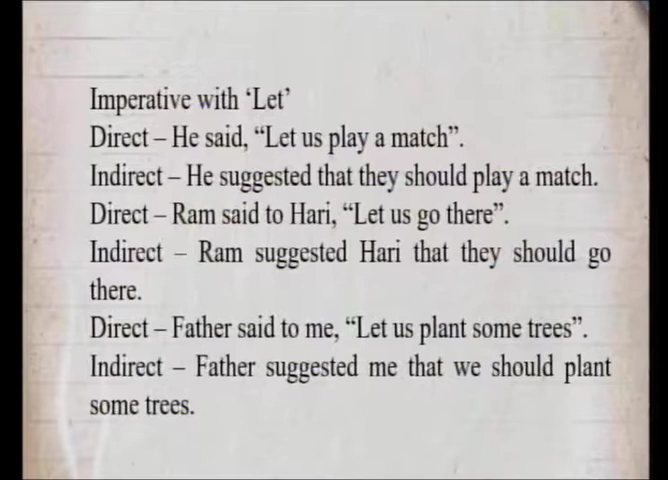 Imperative with ‘Let’
Direct – He said, “Let us play a match”.
Indirect – He suggested that they should play a match.
Direct – Ram said to Hari, “Let us go there”.
Indirect – Ram suggested Hari that they should go
there.
Direct – Father said to me, “Let us plant some trees”.
Indirect – Father suggested me that we should plant
some trees.